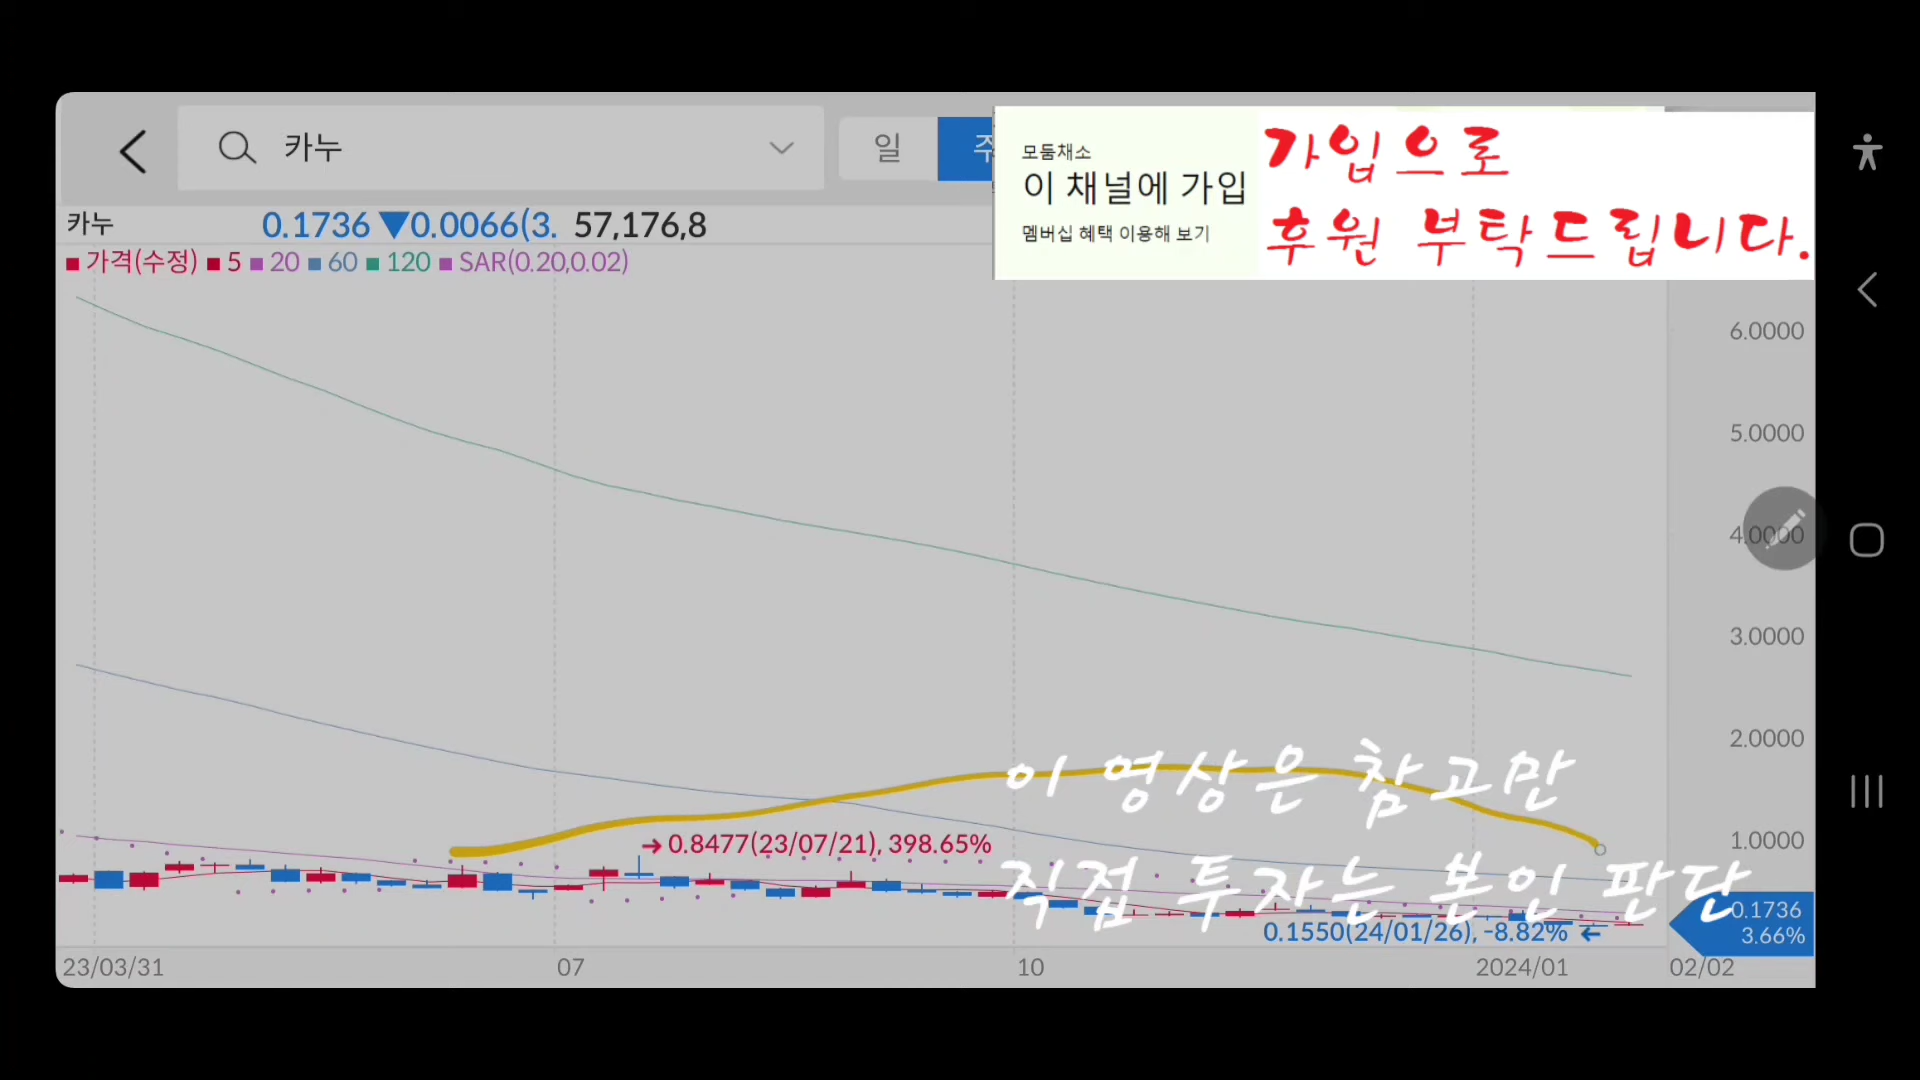 카누
일
주
모둠채소
이 채널에 가입
멤버십 혜택 이용해 보기
가입으로
후원 부탁드립니다.
카누 0.1736 ▼0.0066(3. 57,176,8
■ 가격(수정) ■ 5 ■ 20 ■ 60 ■ 120 ■ SAR(0.20,0.02)
6.0000
5.0000
4.0000
3.0000
2.0000
이 영상은 참고만
→ 0.8477(23/07/21), 398.65%
1.0000
직접 투자는 본인 판단
0.1736
3.66%
0.1550(24/01/26), -8.82% ←
23/03/31 07 10 2024/01 02/02